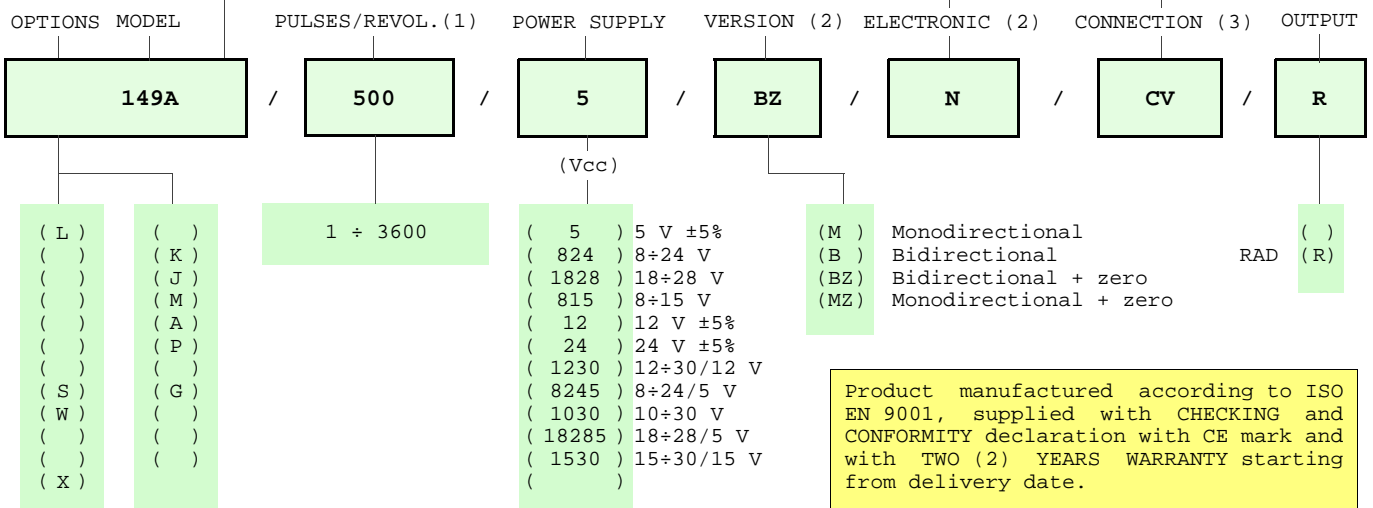 OPTIONS MODEL PULSES/REVOL.(1) POWER SUPPLY VERSION (2) ELECTRONIC (2) CONNECTION (3) OUTPUT
149A / 500 / 5 / BZ / N / CV / R
(Vcc)
( L ) ( ) 1 ÷ 3600 ( 5 ) 5 V ±5% (M ) Monodirectional ( )
( ) ( K ) ( 824 ) 8÷24 V (B ) Bidirectional RAD (R)
( ) ( J ) ( 1828 ) 18÷28 V (BZ) Bidirectional + zero
( ) ( M ) ( 815 ) 8÷15 V (MZ) Monodirectional + zero
( ) ( A ) ( 12 ) 12 V ±5%
( ) ( P ) ( 24 ) 24 V ±5%
( ) ( 1230 ) 12÷30/12 V
( S ) ( G ) ( 8245 ) 8÷24/5 V
( W ) ( ) ( 1030 ) 10÷30 V
( ) ( ) ( 18285 ) 18÷28/5 V
( ) ( ) ( 1530 ) 15÷30/15 V
( X ) ( )
Product manufactured according to ISO
EN 9001, supplied with CHECKING and
CONFORMITY declaration with CE mark and
with TWO (2) YEARS WARRANTY starting
from delivery date.